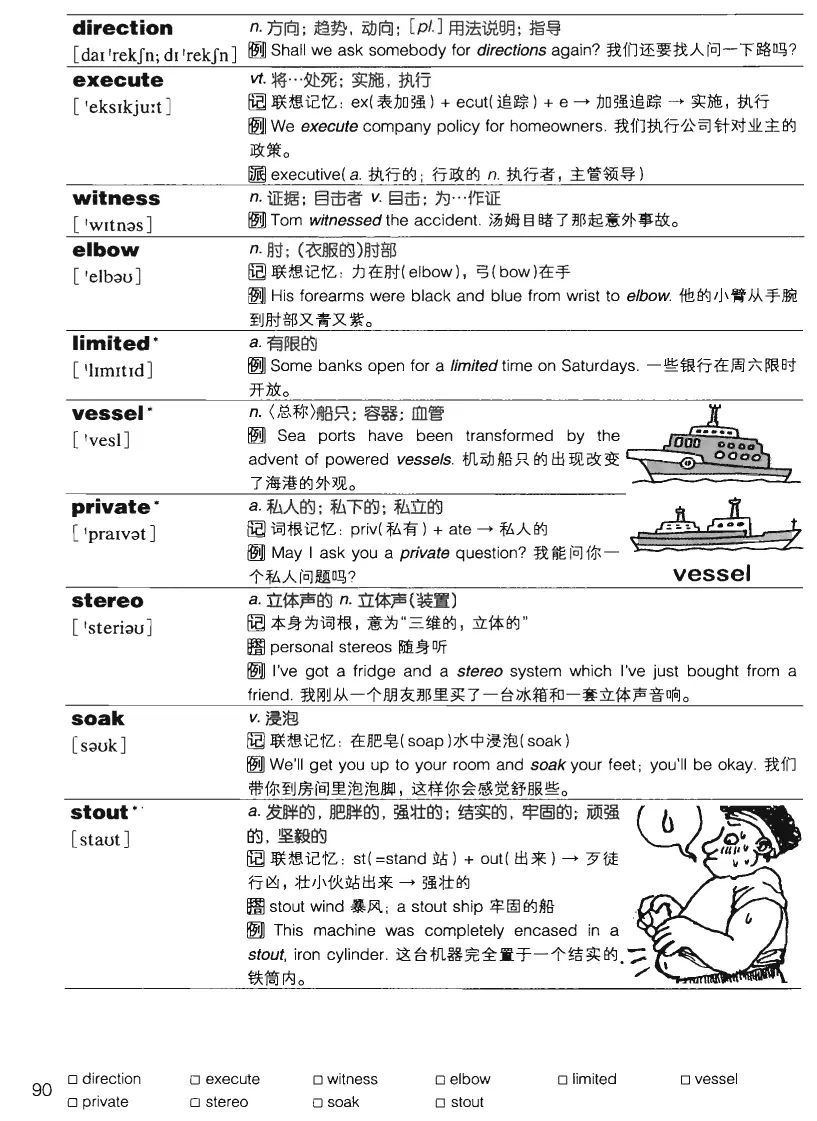 direction n. 方向；趋势，动向；[pl.] 用法说明；指导
[daɪˈrekʃn; dɪˈrekʃn] 例 Shall we ask somebody for directions again? 我们还要找人问一下路吗?
execute vt. 将…处死；实施，执行
[ˈeksɪkjuːt] 记 联想记忆：ex(表加强) + ecut(追踪) + e → 加强追踪 → 实施，执行
例 We execute company policy for homeowners. 我们执行公司针对业主的
政策。
派 executive(a. 执行的；行政的 n. 执行者，主管领导)
witness n. 证据；目击者 v. 目击；为…作证
[ˈwɪtnəs] 例 Tom witnessed the accident. 汤姆目睹了那起意外事故。
elbow n. 肘；(衣服的)肘部
[ˈelbəʊ] 记 联想记忆：力在肘(elbow)，弓(bow)在手
例 His forearms were black and blue from wrist to elbow. 他的小臂从手腕
到肘部又青又紫。
limited* a. 有限的
[ˈlɪmɪtɪd] 例 Some banks open for a limited time on Saturdays. 一些银行在周六限时
开放。
vessel* n. 〈总称〉船只；容器；血管
[ˈvesl] 例 Sea ports have been transformed by the
advent of powered vessels. 机动船只的出现改变
了海港的外观。
private* a. 私人的；私下的；私立的
[ˈpraɪvət] 记 词根记忆：priv(私有) + ate → 私人的
例 May I ask you a private question? 我能问你一
个私人问题吗?
vessel
stereo a. 立体声的 n. 立体声(装置)
[ˈsteriəʊ] 记 本身为词根，意为“三维的，立体的”
搭 personal stereos 随身听
例 I've got a fridge and a stereo system which I've just bought from a
friend. 我刚从一个朋友那里买了一台冰箱和一套立体声音响。
soak v. 浸泡
[səʊk] 记 联想记忆：在肥皂(soap)水中浸泡(soak)
例 We'll get you up to your room and soak your feet; you'll be okay. 我们
带你到房间里泡泡脚，这样你会感觉舒服些。
stout* a. 发胖的，肥胖的，强壮的；结实的，牢固的；顽强
[staʊt] 的，坚毅的
记 联想记忆：st(=stand 站) + out(出来) → 歹徒
行凶，壮小伙站出来 → 强壮的
搭 stout wind 暴风；a stout ship 牢固的船
例 This machine was completely encased in a
stout, iron cylinder. 这台机器完全置于一个结实的
铁筒内。
90 □ direction □ execute □ witness □ elbow □ limited □ vessel
□ private □ stereo □ soak □ stout